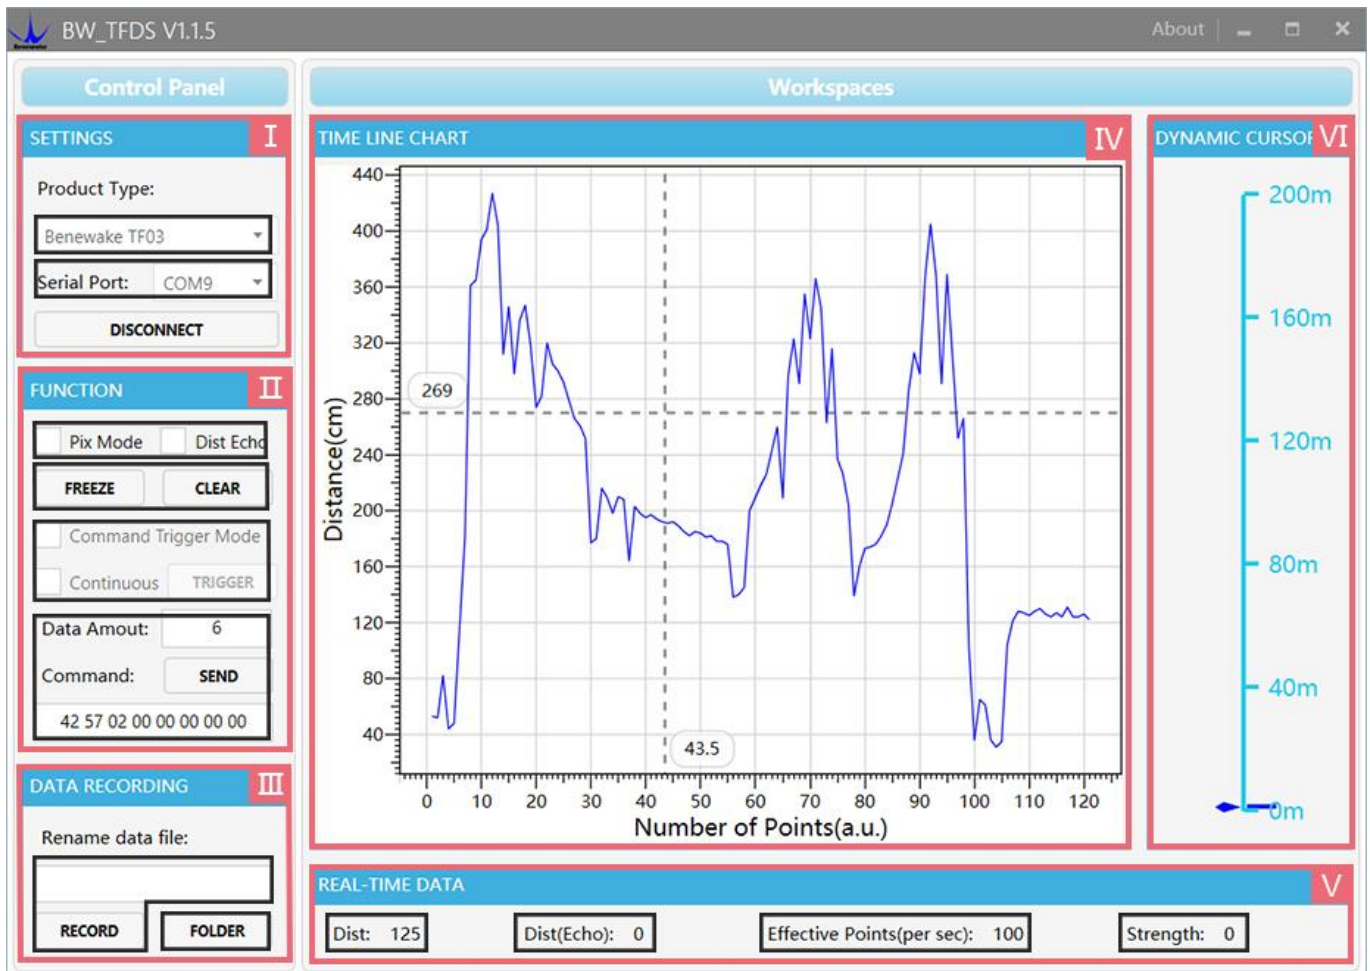 BW_TFDS V1.1.5
About
Benewake
Control Panel
Workspaces
SETTINGS I
Product Type:
Benewake TF03
Serial Port: COM9
DISCONNECT
FUNCTION II
Pix Mode Dist Echo
FREEZE CLEAR
Command Trigger Mode
Continuous TRIGGER
Data Amout: 6
Command: SEND
42 57 02 00 00 00 00 00
DATA RECORDING III
Rename data file:
RECORD FOLDER
TIME LINE CHART IV
Distance(cm)
440
400
360
320
280
240
200
160
120
80
40
269
43.5
0 10 20 30 40 50 60 70 80 90 100 110 120
Number of Points(a.u.)
REAL-TIME DATA V
Dist: 125 Dist(Echo): 0 Effective Points(per sec): 100 Strength: 0
DYNAMIC CURSOR VI
200m
160m
120m
80m
40m
0m